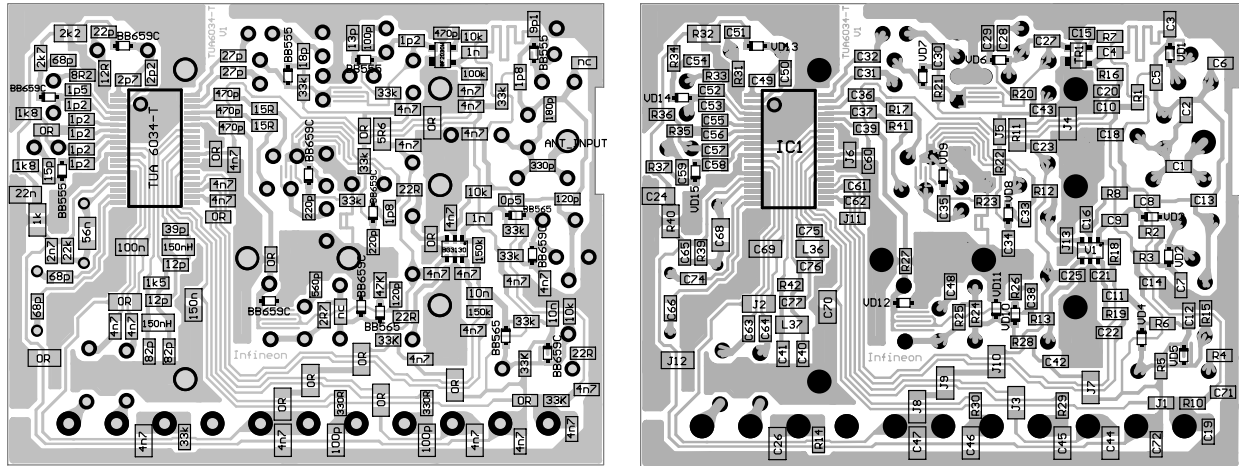 2k2
22p
BB659C
TUA6034-T
V1
27p
BB555
18p
13p
100p
1p2
470p
10k
1n
9p1
BB555
nc
2k7
68p
8R2
12R
2p7
2p2
27p
33k
BB565
100k
1p8
BB659C
1p5
1p2
1k8
0R
1p2
1p2
470p
470p
470p
15R
15R
33k
4n7
4n7
33k
180p
TUA 6034-T
0R
5R6
0R
4n7
4n7
ANT_INPUT
1k8
15p
BB555
0R
4n7
4n7
4n7
0R
BB659C
33k
220p
33k
BB659C
1p8
22R
4n7
10k
0p5
330p
120p
22n
1k
56n
1n
BB565
33k
2n7
22k
68p
100n
39p
150nH
12p
1k5
12p
150nH
150n
0R
220p
4n7
150k
33k
BB659C
4n7
4n7
4n7
68p
0R
4n7
4n7
82p
82p
0R
BB659C
560p
2R7
nc
BB659C
47K
120p
BB565
22R
33K
10n
150k
4n7
BB565
10n
10k
33K
BB659C
22R
Infineon
0R
0R
0R
0R
0R
4n7
4n7
0R
33K
4n7
33k
4n7
100p
330R
100p
330R
4n7
4n7
4n7
R32
C51
VD13
TUA6034-T
V1
C32
C31
VD7
C30
C29
C28
VD6
C27
C15
TR1
R7
C4
C3
VD1
C6
R34
C54
R33
R31
C49
C50
R21
R20
R16
C20
C10
C5
R1
VD14
C52
C53
R36
R35
C55
C56
C57
C58
C36
C37
C39
R17
R41
C43
J4
C2
C18
IC1
J2
C60
J5
R11
R22
C23
C1
R37
C59
VD15
C24
C61
C62
J11
VD9
C35
R23
VD8
C33
R12
R8
C8
C9
VD2
C13
R40
C68
C65
R39
C74
C69
C75
L36
C76
R42
C77
L37
C70
R27
C34
J13
C16
V1
R18
C25
C21
R2
R3
VD2
C14
C7
C66
J12
J2
C63
C64
C41
C40
VD12
C48
R25
R24
VD11
VD10
R26
C38
R13
R28
C42
C11
R19
C22
VD4
R6
C12
R15
VD5
R5
R4
Infineon
J10
J9
J8
J3
J7
J1
R10
C71
C26
R14
C47
R30
C46
R29
C45
C44
C72
C19